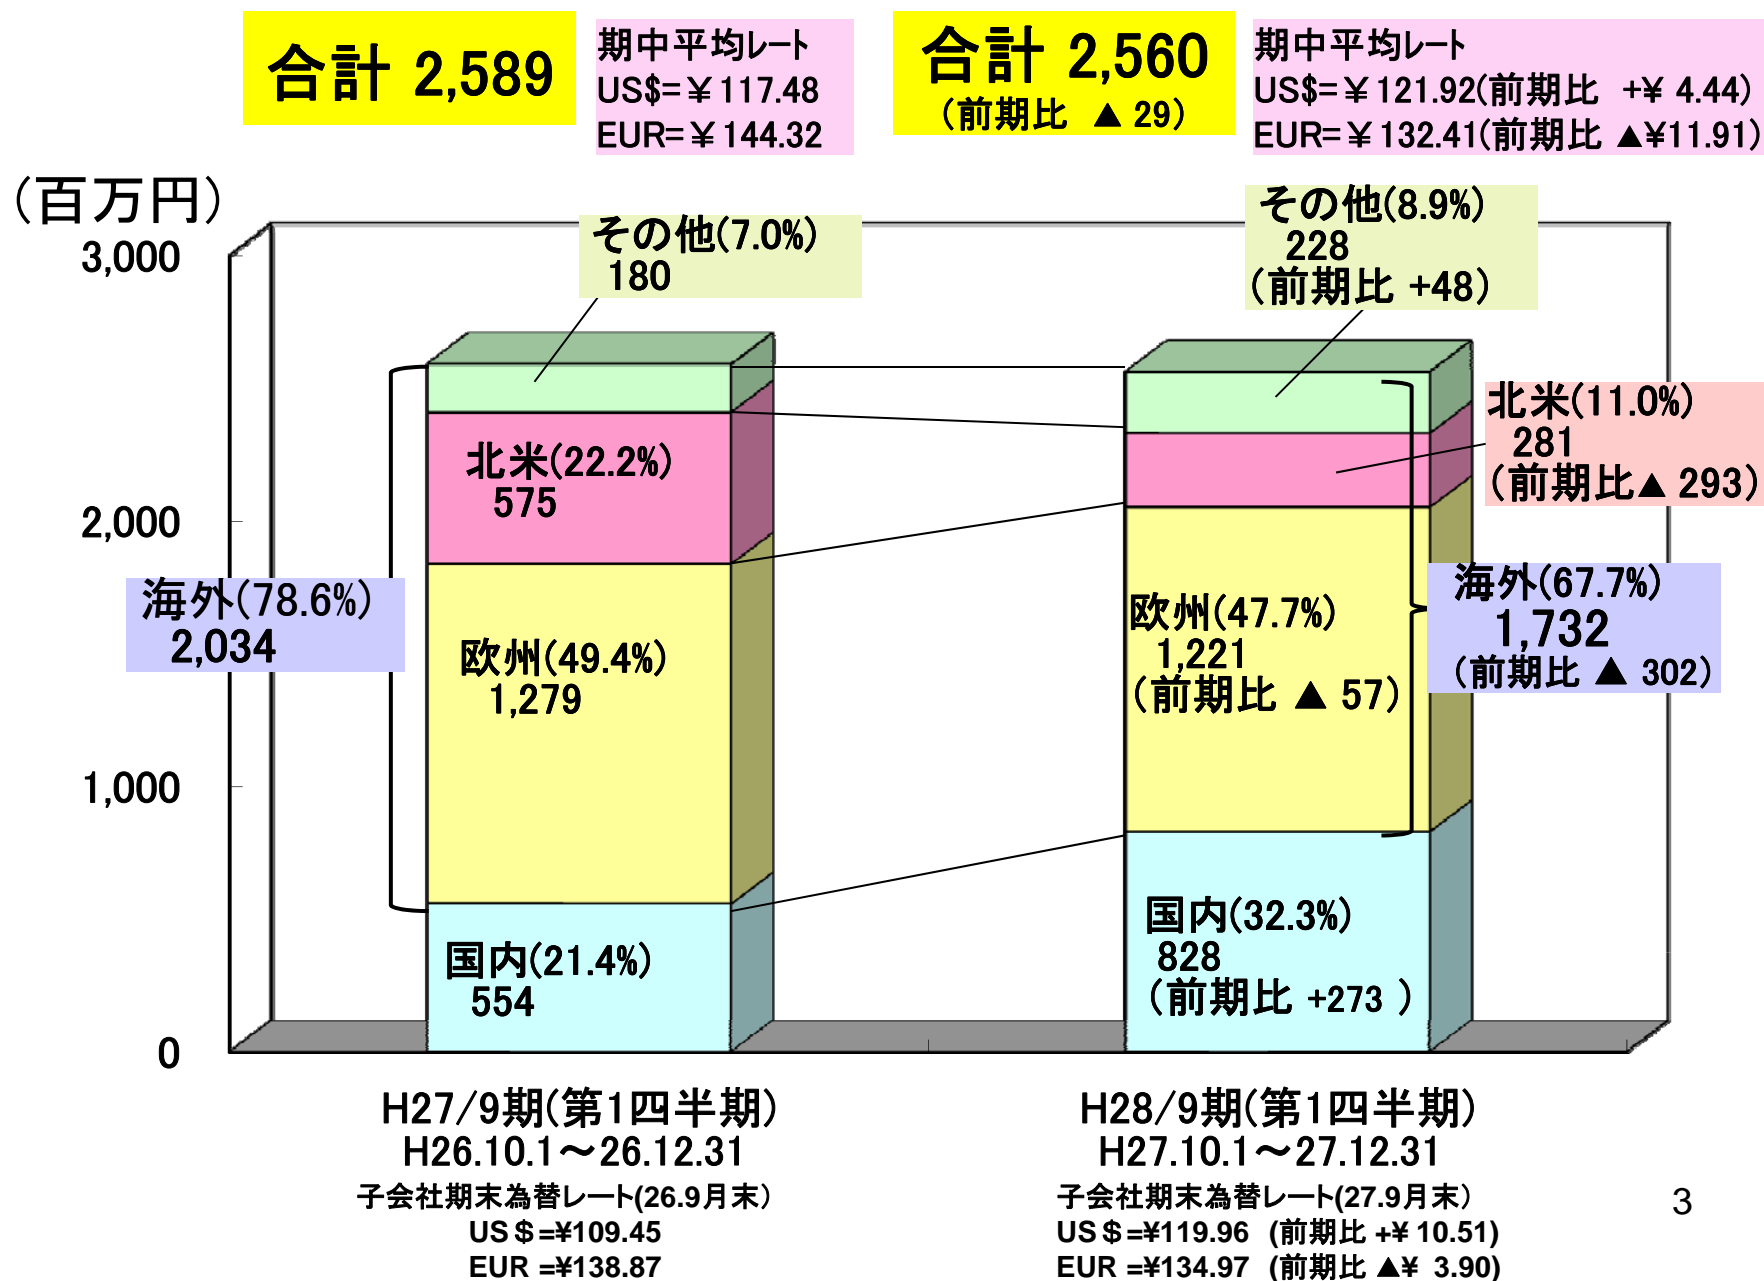 合計 2,589
期中平均レート
US$=￥117.48
EUR=￥144.32
合計 2,560
(前期比 ▲ 29)
期中平均レート
US$=￥121.92(前期比 +¥ 4.44)
EUR=￥132.41(前期比 ▲¥11.91)
(百万円)
3,000
2,000
1,000
0
その他(7.0%)
180
北米(22.2%)
575
海外(78.6%)
2,034
欧州(49.4%)
1,279
国内(21.4%)
554
その他(8.9%)
228
(前期比 +48)
北米(11.0%)
281
(前期比▲ 293)
欧州(47.7%)
1,221
(前期比 ▲ 57)
海外(67.7%)
1,732
(前期比 ▲ 302)
国内(32.3%)
828
(前期比 +273 )
H27/9期(第1四半期)
H26.10.1～26.12.31
子会社期末為替レート(26.9月末)
US＄=¥109.45
EUR =¥138.87
H28/9期(第1四半期)
H27.10.1～27.12.31
子会社期末為替レート(27.9月末)
US＄=¥119.96 (前期比 +¥ 10.51)
EUR =¥134.97 (前期比 ▲¥ 3.90)
3